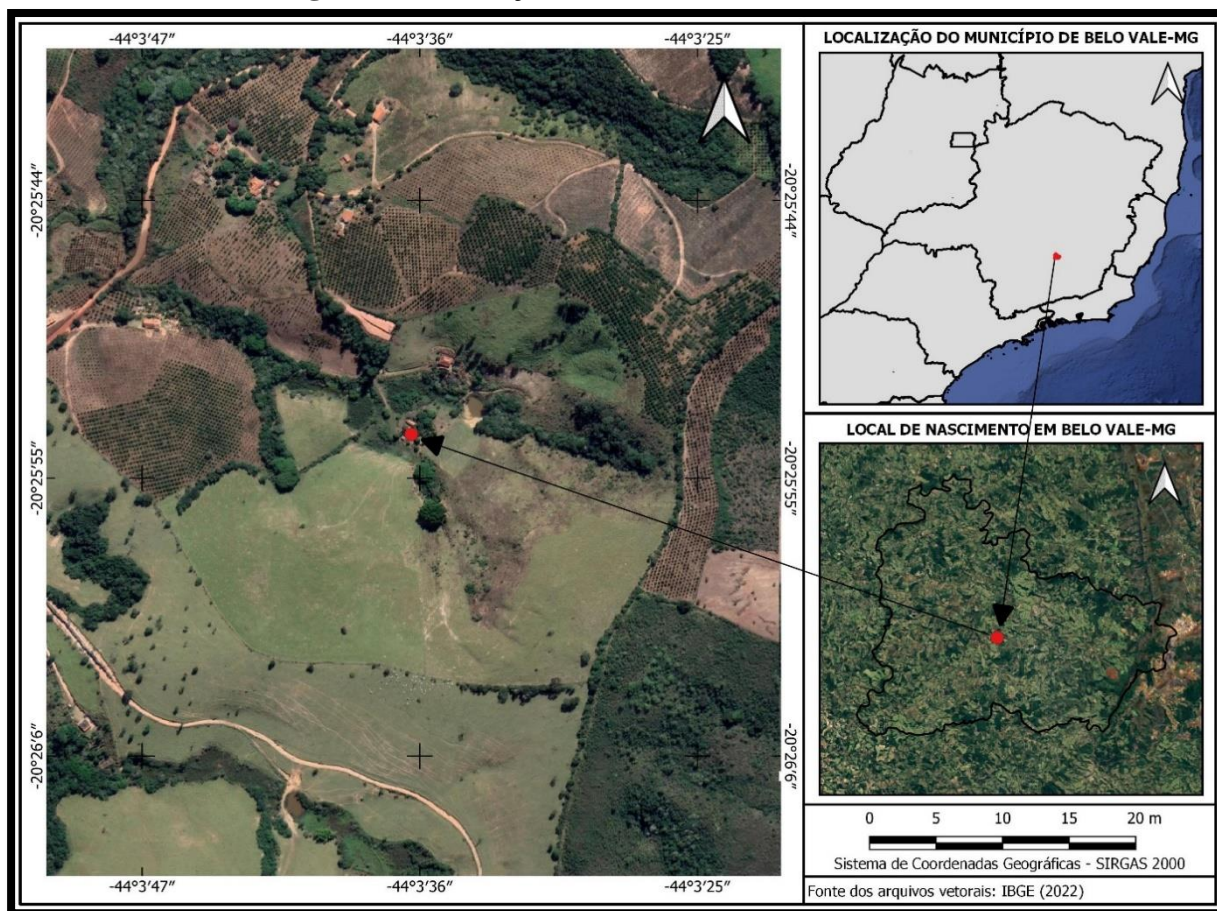 -44°3′47″ -44°3′36″ -44°3′25″
-20°25′44″ -20°25′44″
-20°25′55″ -20°25′55″
-20°26′6″ -20°26′6″
-44°3′47″ -44°3′36″ -44°3′25″
LOCALIZAÇÃO DO MUNICÍPIO DE BELO VALE-MG
LOCAL DE NASCIMENTO EM BELO VALE-MG
0 5 10 15 20 m
Sistema de Coordenadas Geográficas - SIRGAS 2000
Fonte dos arquivos vetorais: IBGE (2022)